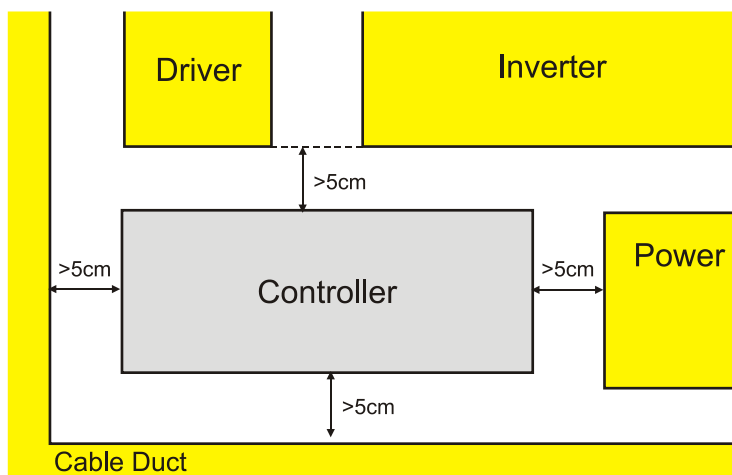 Driver
Inverter
>5cm
>5cm
Controller
>5cm
Power
>5cm
Cable Duct